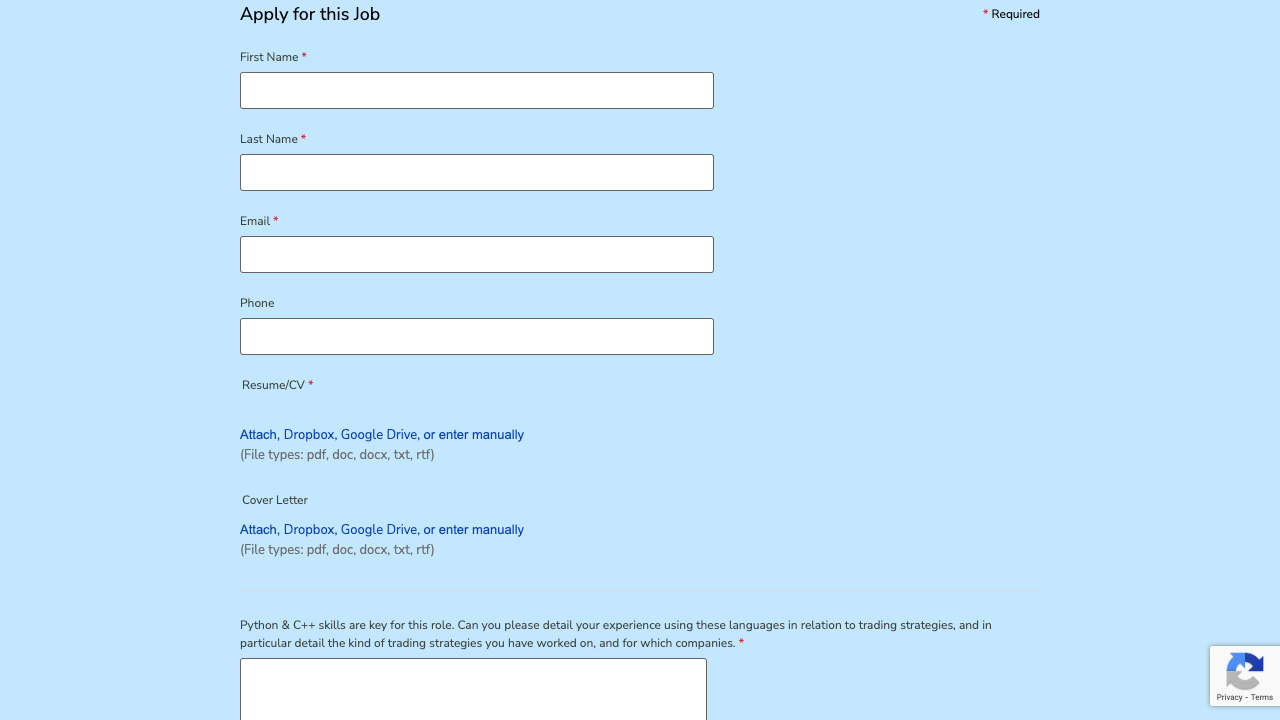 Apply for this Job
* Required
First Name *
Last Name *
Email *
Phone
Resume/CV *
Attach, Dropbox, Google Drive, or enter manually
(File types: pdf, doc, docx, txt, rtf)
Cover Letter
Attach, Dropbox, Google Drive, or enter manually
(File types: pdf, doc, docx, txt, rtf)
Python & C++ skills are key for this role. Can you please detail your experience using these languages in relation to trading strategies, and in
particular detail the kind of trading strategies you have worked on, and for which companies. *
Privacy - Terms